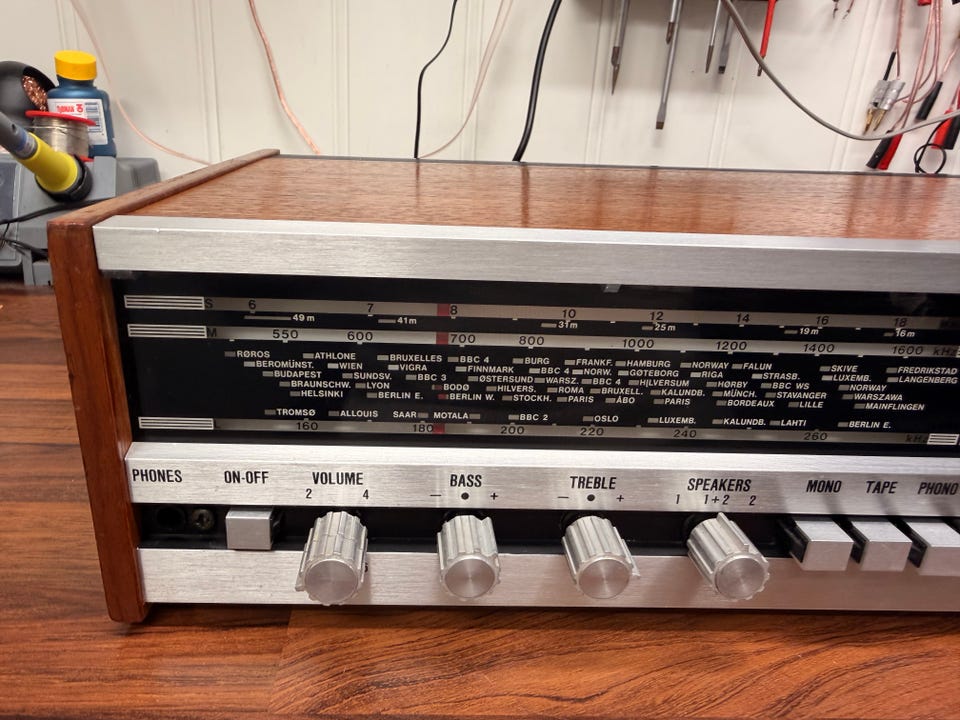 S 6 7 8 10 12 14 16 18
49 m 41 m 31 m 25 m 19 m 16 m
M 550 600 700 800 1000 1200 1400 1600 kHz
RØROS ATHLONE BRUXELLES BBC 4 BURG FRANKF. HAMBURG NORWAY FALUN SKIVE FREDRIKSTAD
BEROMÜNST. WIEN VIGRA FINNMARK BBC 4 NORW. GØTEBORG RIGA STRASB. LUXEMB. LANGENBERG
BUDAPEST SUNDSV. BBC 3 ØSTERSUND WARSZ. BBC 4 HILVERSUM HØRBY BBC WS NORWAY
BRAUNSCHW. LYON BODØ HILVERS. ROMA BRUXELL. KALUNDB. MÜNCH. STAVANGER WARSZAWA
HELSINKI BERLIN E. BERLIN W. STOCKH. PARIS ÅBO PARIS BORDEAUX LILLE MAINFLINGEN
TROMSØ ALLOUIS SAAR MOTALA BBC 2 OSLO LUXEMB. KALUNDB. LAHTI BERLIN E.
160 180 200 220 240 260 kHz
PHONES ON-OFF VOLUME BASS TREBLE SPEAKERS MONO TAPE PHONO
2 4 − + − + 1 1+2 2